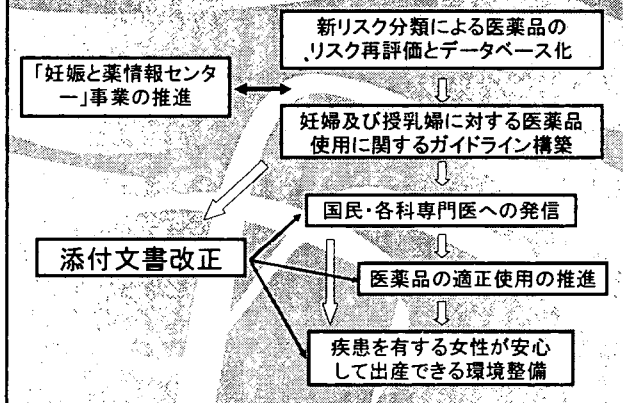 新リスク分類による医薬品の
リスク再評価とデータベース化
「妊娠と薬情報センタ
ー」事業の推進
妊婦及び授乳婦に対する医薬品
使用に関するガイドライン構築
国民・各科専門医への発信
添付文書改正
医薬品の適正使用の推進
疾患を有する女性が安心
して出産できる環境整備